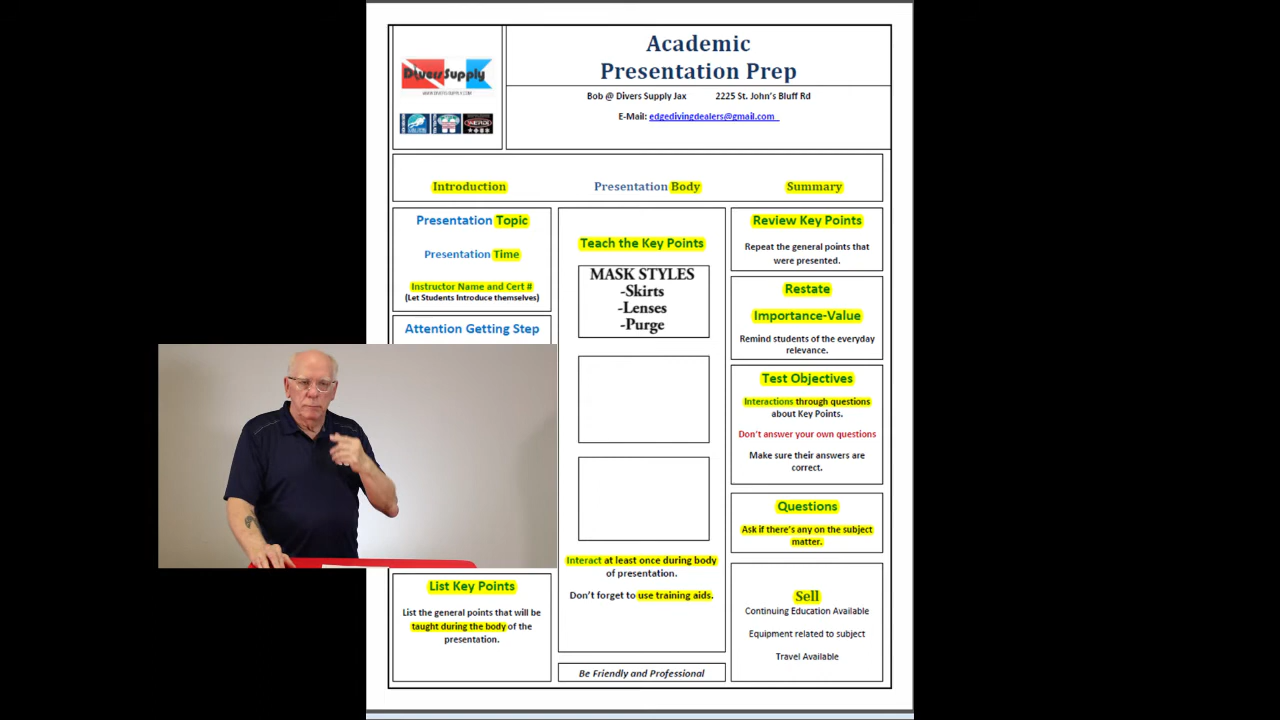 Academic
Presentation Prep
Divers Supply
WWW.DIVERSSUPPLY.COM
Bob @ Divers Supply Jax 2225 St. John's Bluff Rd
E-Mail: edgedivingdealers@gmail.com
Introduction
Presentation Body
Summary
Presentation Topic
Presentation Time
Instructor Name and Cert #
(Let Students Introduce themselves)
Attention Getting Step
List Key Points
List the general points that will be
taught during the body of the
presentation.
Teach the Key Points
MASK STYLES
-Skirts
-Lenses
-Purge
Interact at least once during body
of presentation.
Don't forget to use training aids.
Be Friendly and Professional
Review Key Points
Repeat the general points that
were presented.
Restate
Importance-Value
Remind students of the everyday
relevance.
Test Objectives
Interactions through questions
about Key Points.
Don't answer your own questions
Make sure their answers are
correct.
Questions
Ask if there's any on the subject
matter.
Sell
Continuing Education Available
Equipment related to subject
Travel Available